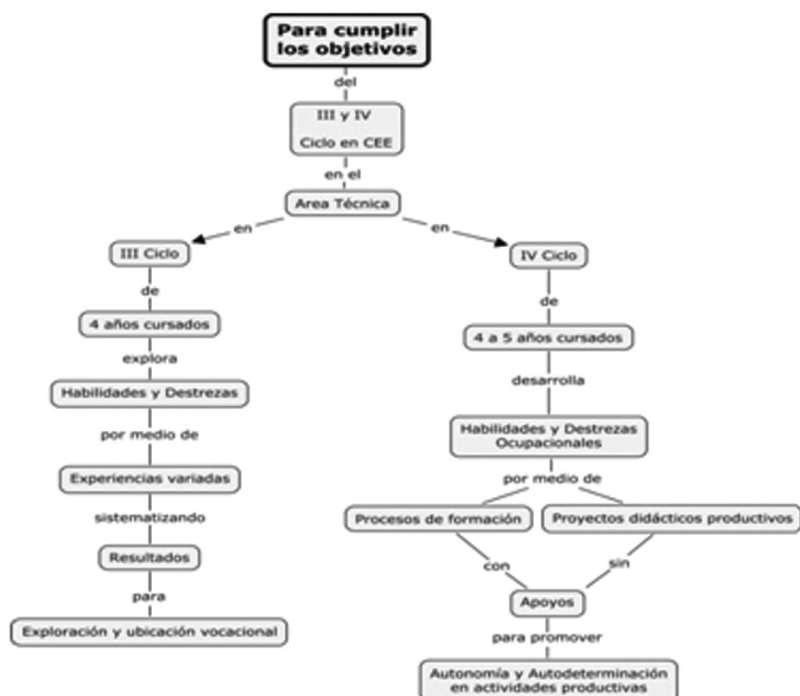 Para cumplir
los objetivos
del
III y IV
Ciclo en CEE
en el
Area Técnica
en
en
III Ciclo
de
4 años cursados
explora
Habilidades y Destrezas
por medio de
Experiencias variadas
sistematizando
Resultados
para
Exploración y ubicación vocacional
IV Ciclo
de
4 a 5 años cursados
desarrolla
Habilidades y Destrezas
Ocupacionales
por medio de
Procesos de formación
Proyectos didácticos productivos
con
sin
Apoyos
para promover
Autonomía y Autodeterminación
en actividades productivas